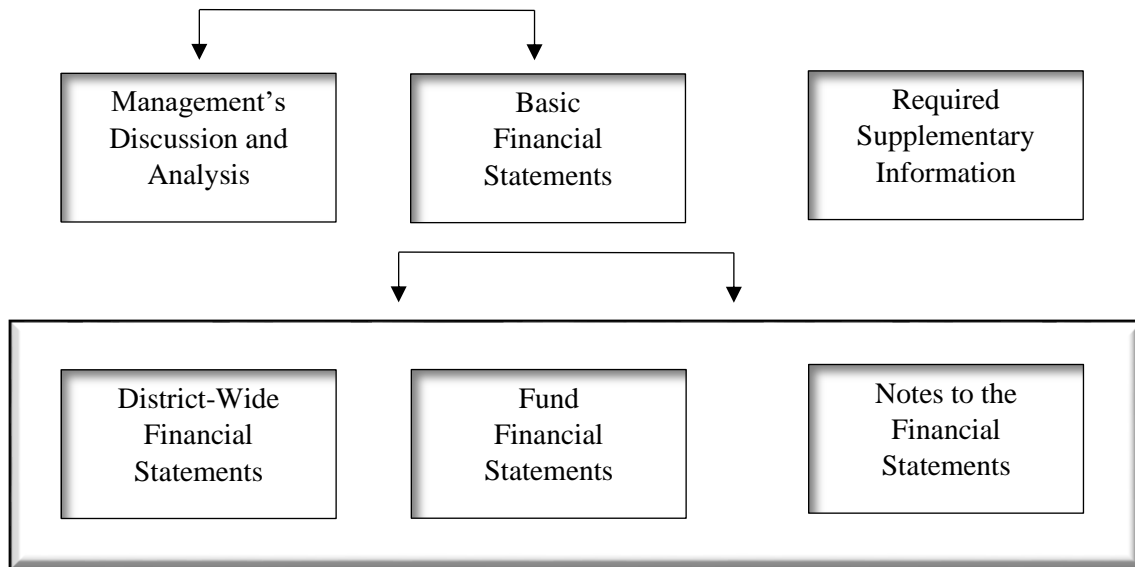 Management’s
Discussion and
Analysis
Basic
Financial
Statements
Required
Supplementary
Information
District-Wide
Financial
Statements
Fund
Financial
Statements
Notes to the
Financial
Statements